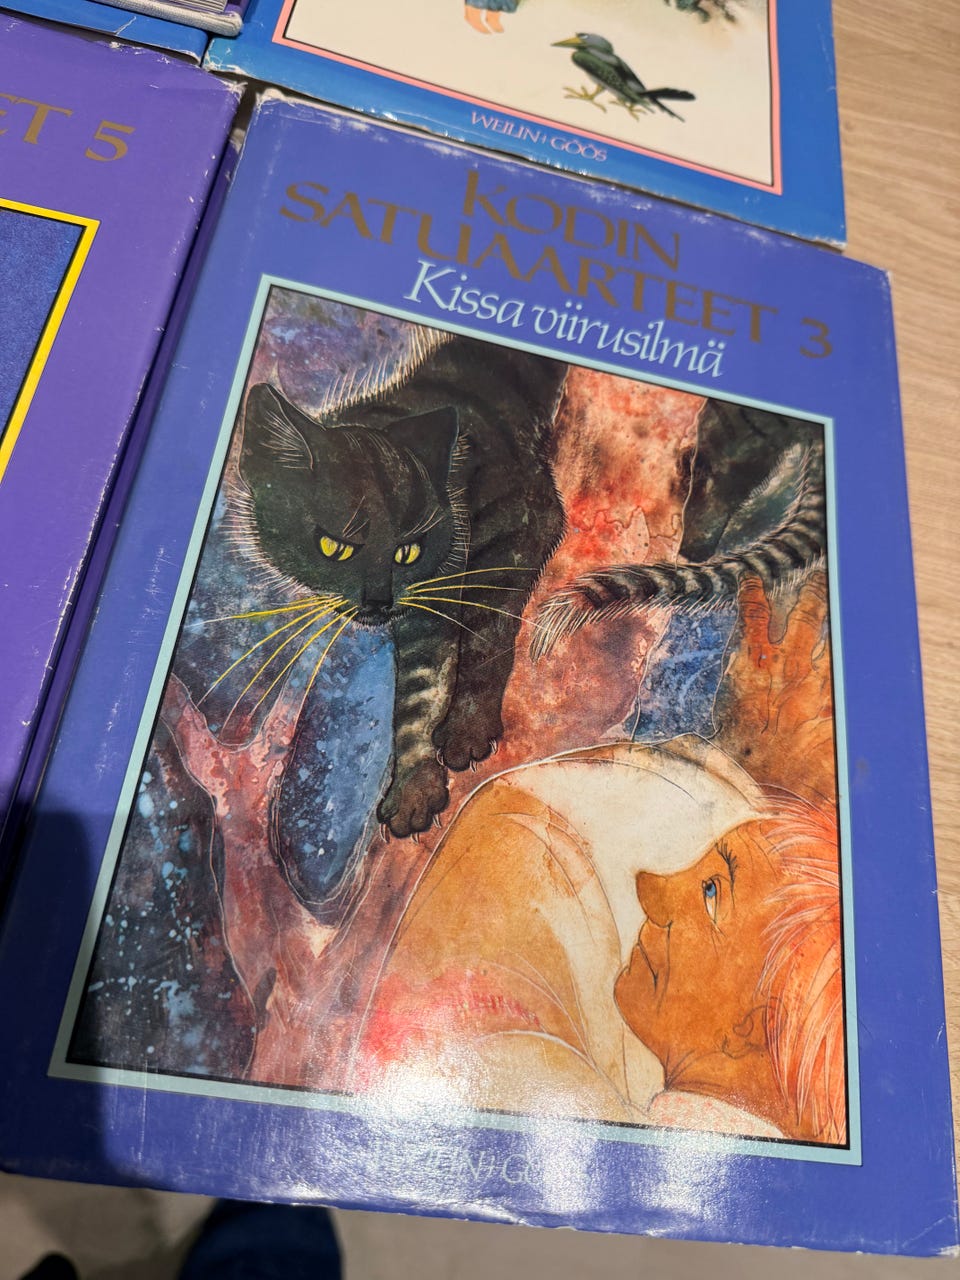 WEILIN+GÖÖS
ET 5
KODIN
SATUAARTEET 3
Kissa viirusilmä